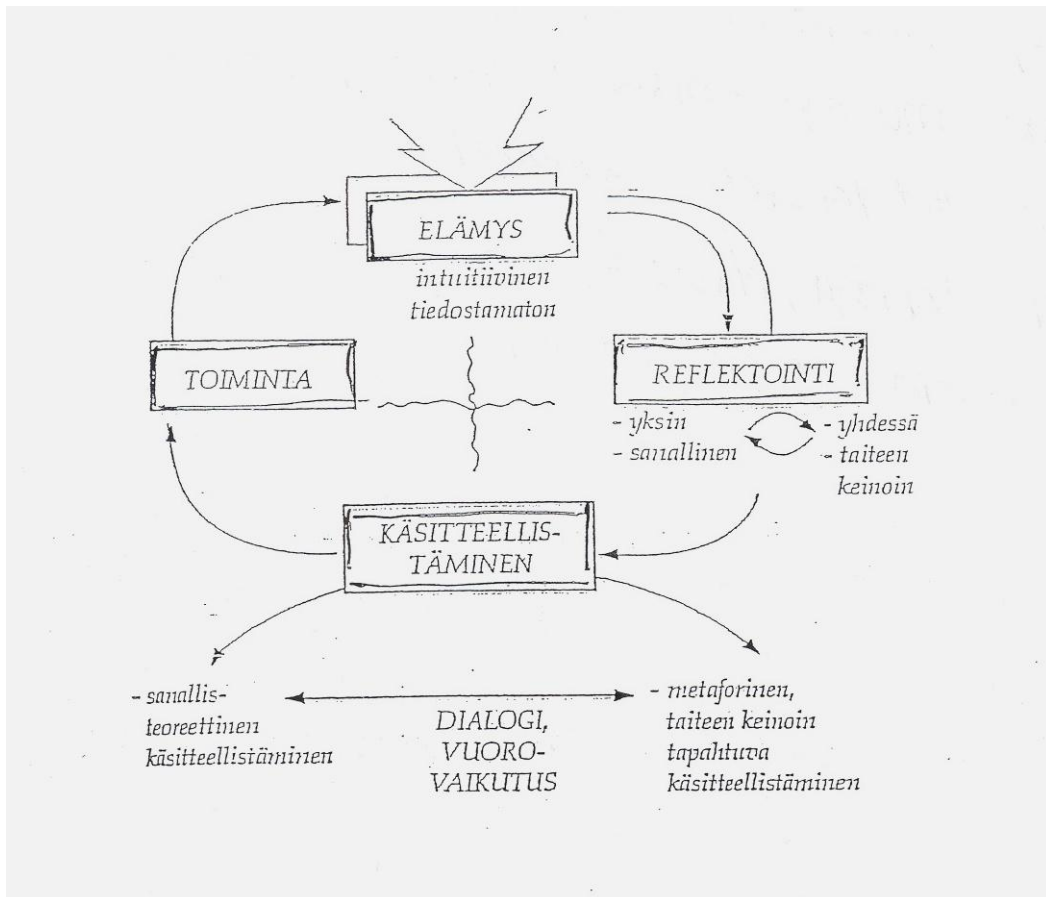 ELÄMYS
intuitiivinen
tiedostamaton
TOIMINTA
REFLEKTOINTI
- yksin
- sanallinen
- yhdessä
- taiteen
keinoin
KÄSITTEELLIS-
TÄMINEN
- sanallis-
teoreettinen
käsitteellistäminen
DIALOGI,
VUORO-
VAIKUTUS
- metaforinen,
taiteen keinoin
tapahtuva
käsitteellistäminen